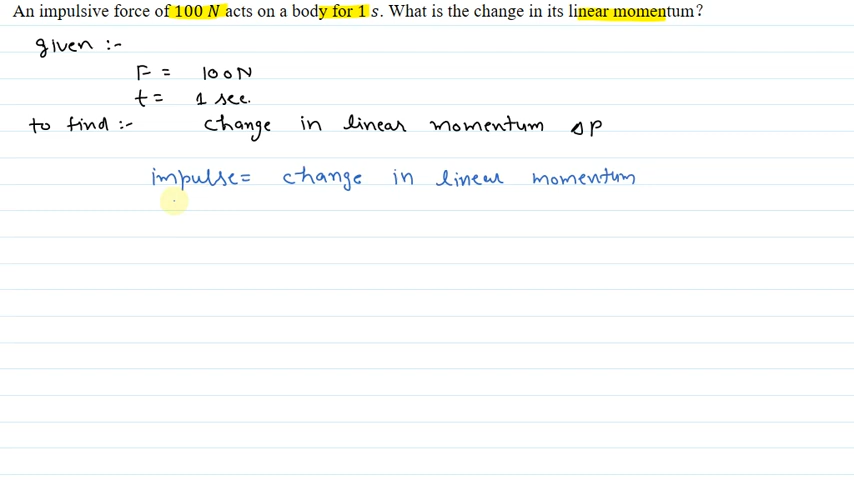 An impulsive force of 100 N acts on a body for 1 s. What is the change in its linear momentum?
given :-
F = 100N
t = 1 sec.
to find :- change in linear momentum ΔP
impulse = change in linear momentum